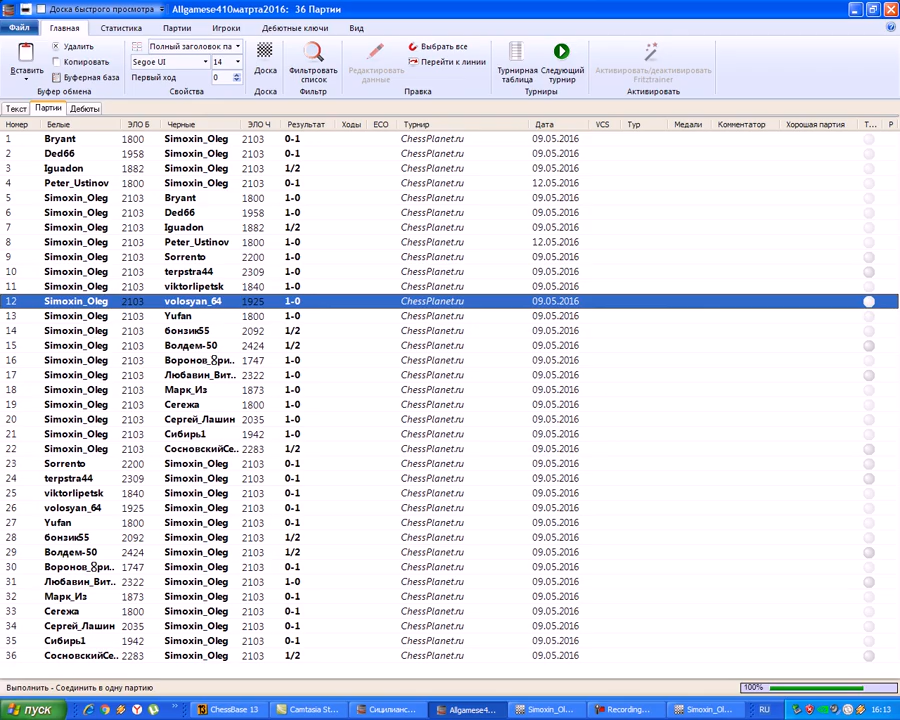 Доска быстрого просмотра Allgamese410матрта2016: 36 Партии
Файл Главная Статистика Партии Игроки Дебютные ключи Вид
Вставить Удалить Копировать Буферная база Буфер обмена
Полный заголовок па Segoe UI 14 Первый ход 0 Свойства
Доска Доска
Фильтровать список Фильтр
Редактировать данные Выбрать все Перейти к линии Правка
Турнирная таблица Следующий турнир Турниры
Активировать/деактивировать Fritztrainer Активировать
Текст Партии Дебюты
Номер Белые ЭЛО Б Черные ЭЛО Ч Результат Ходы ECO Турнир Дата VCS Тур Медали Комментатор Хорошая партия Т... Р
1 Bryant 1800 Simoxin_Oleg 2103 0-1 ChessPlanet.ru 09.05.2016
2 Ded66 1958 Simoxin_Oleg 2103 0-1 ChessPlanet.ru 09.05.2016
3 Iguadon 1882 Simoxin_Oleg 2103 1/2 ChessPlanet.ru 09.05.2016
4 Peter_Ustinov 1800 Simoxin_Oleg 2103 0-1 ChessPlanet.ru 12.05.2016
5 Simoxin_Oleg 2103 Bryant 1800 1-0 ChessPlanet.ru 09.05.2016
6 Simoxin_Oleg 2103 Ded66 1958 1-0 ChessPlanet.ru 09.05.2016
7 Simoxin_Oleg 2103 Iguadon 1882 1/2 ChessPlanet.ru 09.05.2016
8 Simoxin_Oleg 2103 Peter_Ustinov 1800 1-0 ChessPlanet.ru 12.05.2016
9 Simoxin_Oleg 2103 Sorrento 2200 1-0 ChessPlanet.ru 09.05.2016
10 Simoxin_Oleg 2103 terpstra44 2309 1-0 ChessPlanet.ru 09.05.2016
11 Simoxin_Oleg 2103 viktorlipetsk 1840 1-0 ChessPlanet.ru 09.05.2016
12 Simoxin_Oleg 2103 volosyan_64 1925 1-0 ChessPlanet.ru 09.05.2016
13 Simoxin_Oleg 2103 Yufan 1800 1-0 ChessPlanet.ru 09.05.2016
14 Simoxin_Oleg 2103 бонзик55 2092 1/2 ChessPlanet.ru 09.05.2016
15 Simoxin_Oleg 2103 Волдем-50 2424 1/2 ChessPlanet.ru 09.05.2016
16 Simoxin_Oleg 2103 Воронов_8ри.. 1747 1-0 ChessPlanet.ru 09.05.2016
17 Simoxin_Oleg 2103 Любавин_Вит.. 2322 1-0 ChessPlanet.ru 09.05.2016
18 Simoxin_Oleg 2103 Марк_Из 1873 1-0 ChessPlanet.ru 09.05.2016
19 Simoxin_Oleg 2103 Сегежа 1800 1-0 ChessPlanet.ru 09.05.2016
20 Simoxin_Oleg 2103 Сергей_Лашин 2035 1-0 ChessPlanet.ru 09.05.2016
21 Simoxin_Oleg 2103 Сибирь1 1942 1-0 ChessPlanet.ru 09.05.2016
22 Simoxin_Oleg 2103 СосновскийСе.. 2283 1/2 ChessPlanet.ru 09.05.2016
23 Sorrento 2200 Simoxin_Oleg 2103 0-1 ChessPlanet.ru 09.05.2016
24 terpstra44 2309 Simoxin_Oleg 2103 0-1 ChessPlanet.ru 09.05.2016
25 viktorlipetsk 1840 Simoxin_Oleg 2103 0-1 ChessPlanet.ru 09.05.2016
26 volosyan_64 1925 Simoxin_Oleg 2103 0-1 ChessPlanet.ru 09.05.2016
27 Yufan 1800 Simoxin_Oleg 2103 0-1 ChessPlanet.ru 09.05.2016
28 бонзик55 2092 Simoxin_Oleg 2103 1/2 ChessPlanet.ru 09.05.2016
29 Волдем-50 2424 Simoxin_Oleg 2103 1/2 ChessPlanet.ru 09.05.2016
30 Воронов_8ри.. 1747 Simoxin_Oleg 2103 0-1 ChessPlanet.ru 09.05.2016
31 Любавин_Вит.. 2322 Simoxin_Oleg 2103 1-0 ChessPlanet.ru 09.05.2016
32 Марк_Из 1873 Simoxin_Oleg 2103 0-1 ChessPlanet.ru 09.05.2016
33 Сегежа 1800 Simoxin_Oleg 2103 0-1 ChessPlanet.ru 09.05.2016
34 Сергей_Лашин 2035 Simoxin_Oleg 2103 0-1 ChessPlanet.ru 09.05.2016
35 Сибирь1 1942 Simoxin_Oleg 2103 0-1 ChessPlanet.ru 09.05.2016
36 СосновскийСе.. 2283 Simoxin_Oleg 2103 1/2 ChessPlanet.ru 09.05.2016
Выполнить - Соединить в одну партию 100%
пуск ChessBase 13 Camtasia St... Сицилианс... Allgamese4... Simoxin_Ol... Recording... Simoxin_Ol... RU 16:13